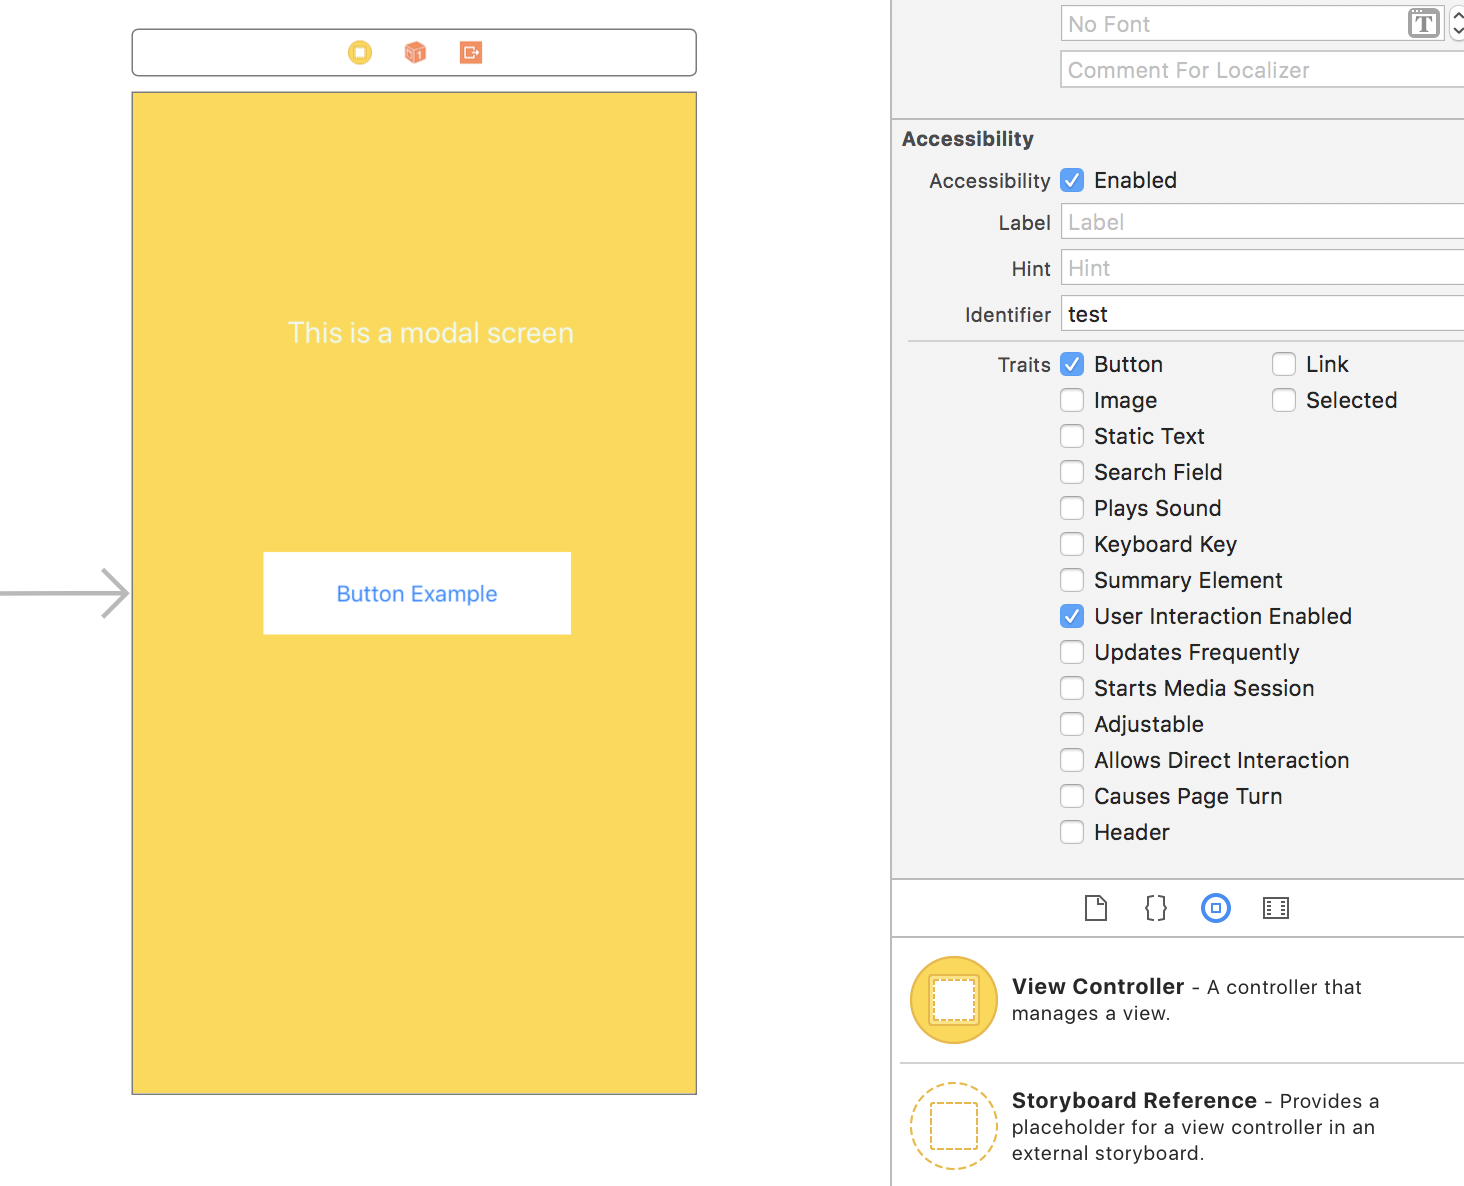 This is a modal screen
Button Example
No Font
T
Comment For Localizer
Accessibility
Accessibility Enabled
Label Label
Hint Hint
Identifier test
Traits Button Link
Image Selected
Static Text
Search Field
Plays Sound
Keyboard Key
Summary Element
User Interaction Enabled
Updates Frequently
Starts Media Session
Adjustable
Allows Direct Interaction
Causes Page Turn
Header
{}
View Controller - A controller that
manages a view.
Storyboard Reference - Provides a
placeholder for a view controller in an
external storyboard.